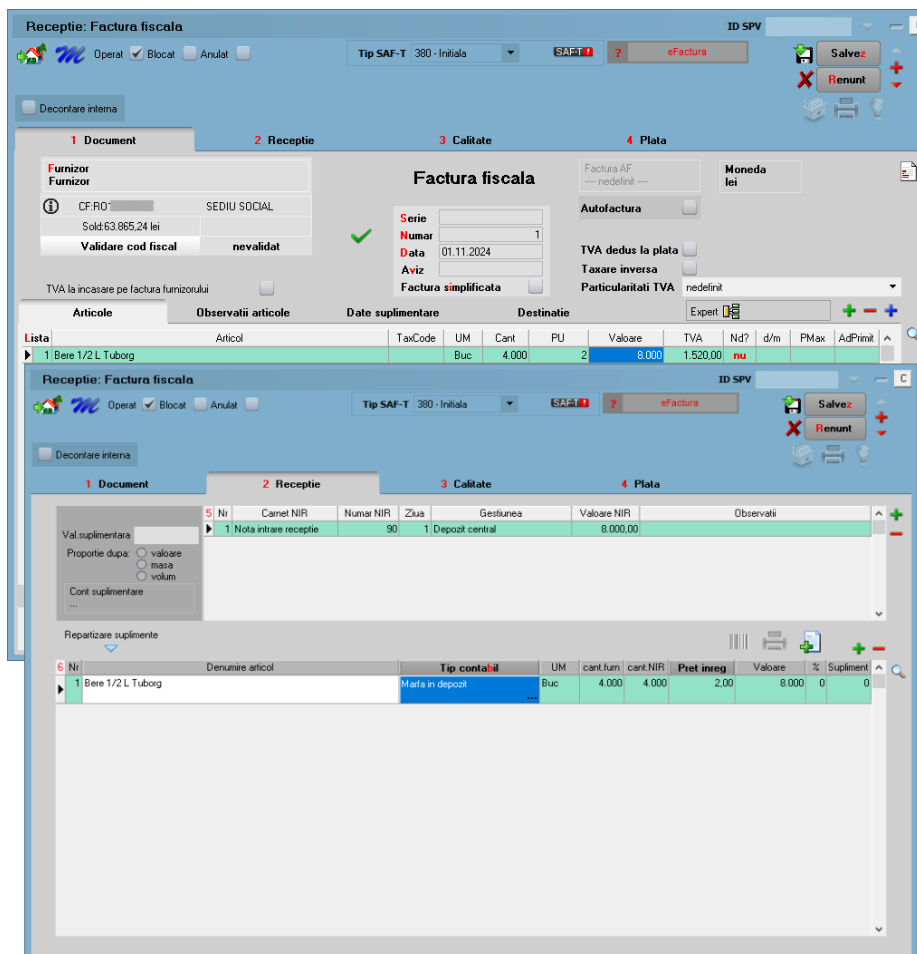 Receptie: Factura fiscala ID SPV
Operat Blocat Anulat Tip SAF-T 380 - Initiala SAF-T ! ? eFactura Salvez
Renunt
Decontare interna
1 Document 2 Receptie 3 Calitate 4 Plata
Furnizor
Furnizor
Factura fiscala
Factura AF
---- nedefinit ----
Moneda
lei
CF:RO1 SEDIU SOCIAL
Autofactura
Sold:63.865,24 lei
Validare cod fiscal nevalidat
Serie
Numar 1
Data 01.11.2024
Aviz
Factura simplificata
TVA dedus la plata
Taxare inversa
Particularitati TVA nedefinit
TVA la incasare pe factura furnizorului
Articole Observatii articole Date suplimentare Destinatie Expert
Lista Articol TaxCode UM Cant PU Valoare TVA Nd? d/m PMax AdPrimit
1 Bere 1/2 L Tuborg Buc 4.000 2 8.000 1.520,00 nu
Receptie: Factura fiscala ID SPV C
Operat Blocat Anulat Tip SAF-T 380 - Initiala SAF-T ! ? eFactura Salvez
Renunt
Decontare interna
1 Document 2 Receptie 3 Calitate 4 Plata
5 Nr Carnet NIR Numar NIR Ziua Gestiunea Valoare NIR Observatii
1 Nota intrare receptie 90 1 Depozit central 8.000,00
Val.suplimentara
Proportie dupa: valoare
masa
volum
Cont suplimentare
...
Repartizare suplimente
6 Nr Denumire articol Tip contabil UM cant.furn cant.NIR Pret inreg Valoare % Supliment
1 Bere 1/2 L Tuborg Marfa in depozit ... Buc 4.000 4.000 2,00 8.000 0 0